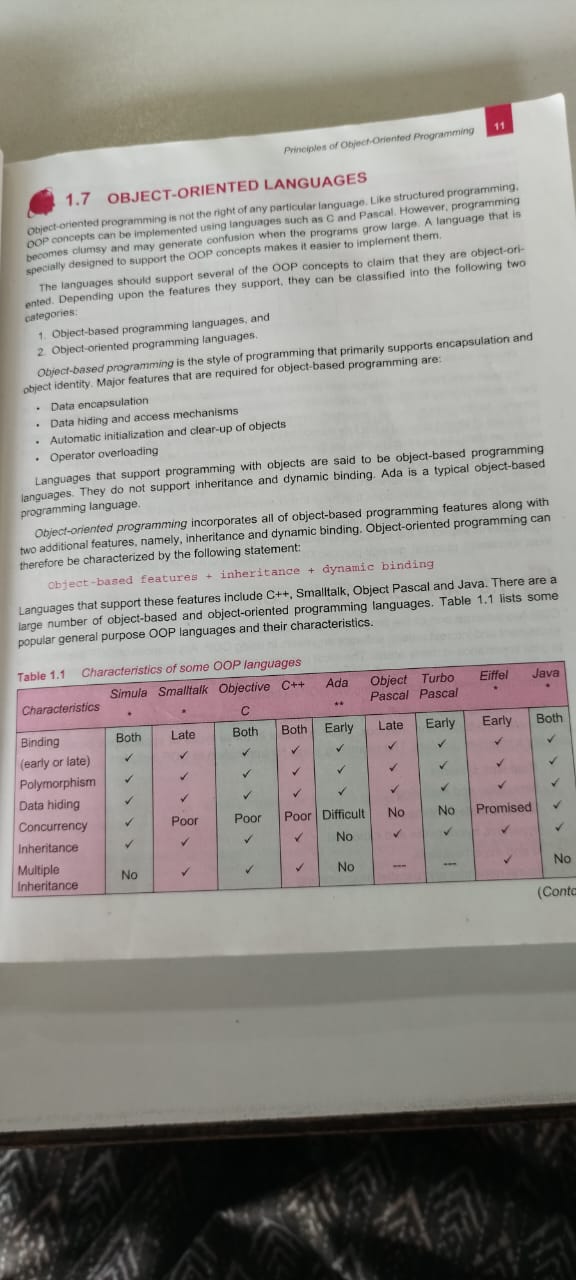 Principles of Object-Oriented Programming 11
1.7 OBJECT-ORIENTED LANGUAGES
Object-oriented programming is not the right of any particular language. Like structured programming,
OOP concepts can be implemented using languages such as C and Pascal. However, programming
becomes clumsy and may generate confusion when the programs grow large. A language that is
specially designed to support the OOP concepts makes it easier to implement them.
The languages should support several of the OOP concepts to claim that they are object-ori-
ented. Depending upon the features they support, they can be classified into the following two
categories:
1. Object-based programming languages, and
2. Object-oriented programming languages.
Object-based programming is the style of programming that primarily supports encapsulation and
object identity. Major features that are required for object-based programming are:
• Data encapsulation
• Data hiding and access mechanisms
• Automatic initialization and clear-up of objects
• Operator overloading
Languages that support programming with objects are said to be object-based programming
languages. They do not support inheritance and dynamic binding. Ada is a typical object-based
programming language.
Object-oriented programming incorporates all of object-based programming features along with
two additional features, namely, inheritance and dynamic binding. Object-oriented programming can
therefore be characterized by the following statement:
Object-based features + inheritance + dynamic binding
Languages that support these features include C++, Smalltalk, Object Pascal and Java. There are a
large number of object-based and object-oriented programming languages. Table 1.1 lists some
popular general purpose OOP languages and their characteristics.
Table 1.1 Characteristics of some OOP languages
Characteristics Simula * Smalltalk * Objective C C++ Ada ** Object Pascal Turbo Pascal Eiffel * Java *
Binding (early or late) Both Late Both Both Early Late Early Early Both
Polymorphism ✓ ✓ ✓ ✓ ✓ ✓ ✓ ✓ ✓
Data hiding ✓ ✓ ✓ ✓ ✓ ✓ ✓ ✓ ✓
Concurrency ✓ Poor Poor Poor Difficult No No Promised ✓
Inheritance ✓ ✓ ✓ ✓ No ✓ ✓ ✓ ✓
Multiple Inheritance No ✓ ✓ ✓ No --- --- ✓ No
(Contd